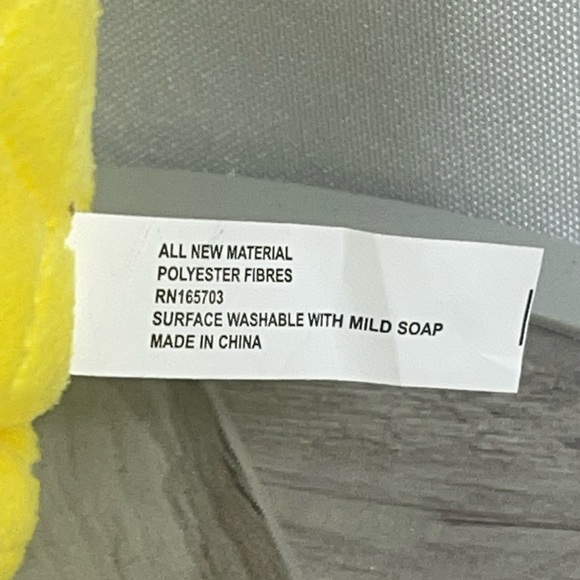 ALL NEW MATERIAL
POLYESTER FIBRES
RN165703
SURFACE WASHABLE WITH MILD SOAP
MADE IN CHINA